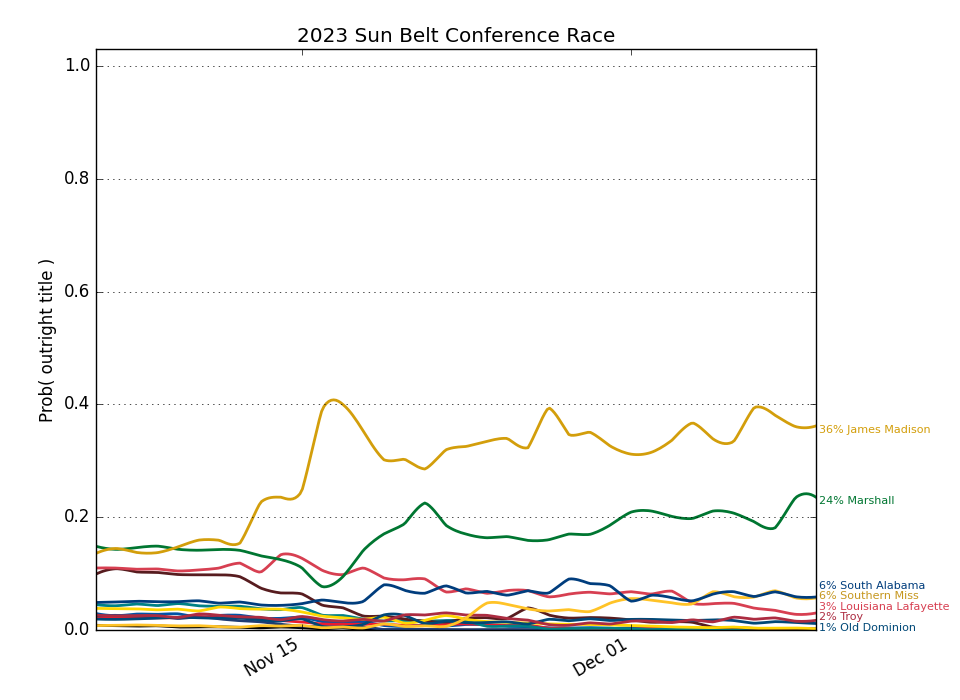 2023 Sun Belt Conference Race
Prob( outright title )
1.0
0.8
0.6
0.4
0.2
0.0
Nov 15
Dec 01
36% James Madison
24% Marshall
6% South Alabama
6% Southern Miss
3% Louisiana Lafayette
2% Troy
1% Old Dominion